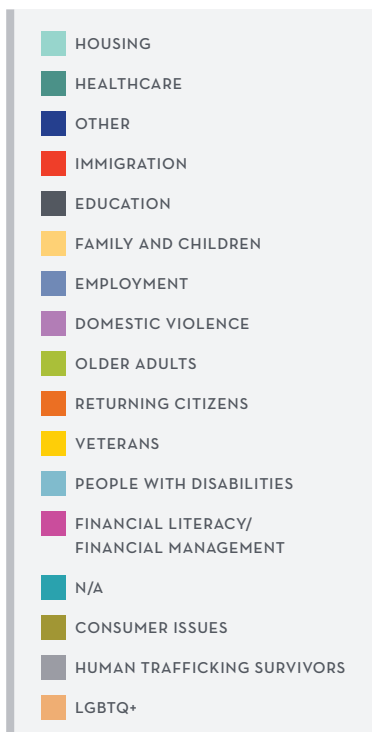 HOUSING
HEALTHCARE
OTHER
IMMIGRATION
EDUCATION
FAMILY AND CHILDREN
EMPLOYMENT
DOMESTIC VIOLENCE
OLDER ADULTS
RETURNING CITIZENS
VETERANS
PEOPLE WITH DISABILITIES
FINANCIAL LITERACY/
FINANCIAL MANAGEMENT
N/A
CONSUMER ISSUES
HUMAN TRAFFICKING SURVIVORS
LGBTQ+